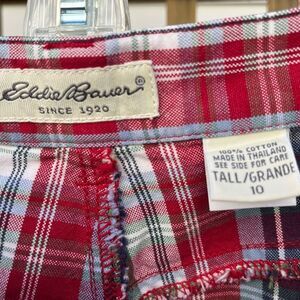 Eddie Bauer®
SINCE 1920
100% COTTON
MADE IN THAILAND
SEE SIDE FOR CARE
TALL/GRANDE
10